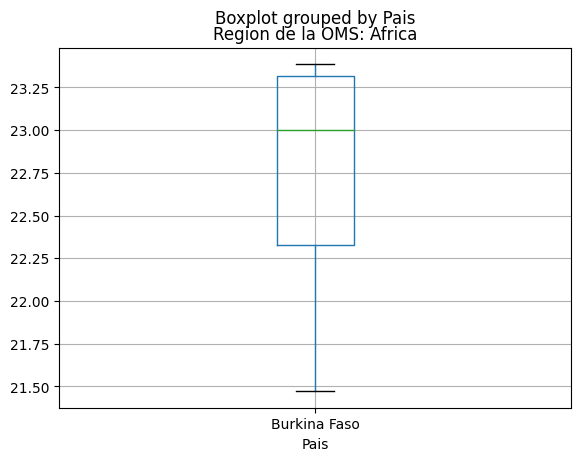 Boxplot grouped by Pais
Region de la OMS: Africa
23.25
23.00
22.75
22.50
22.25
22.00
21.75
21.50
Burkina Faso
Pais